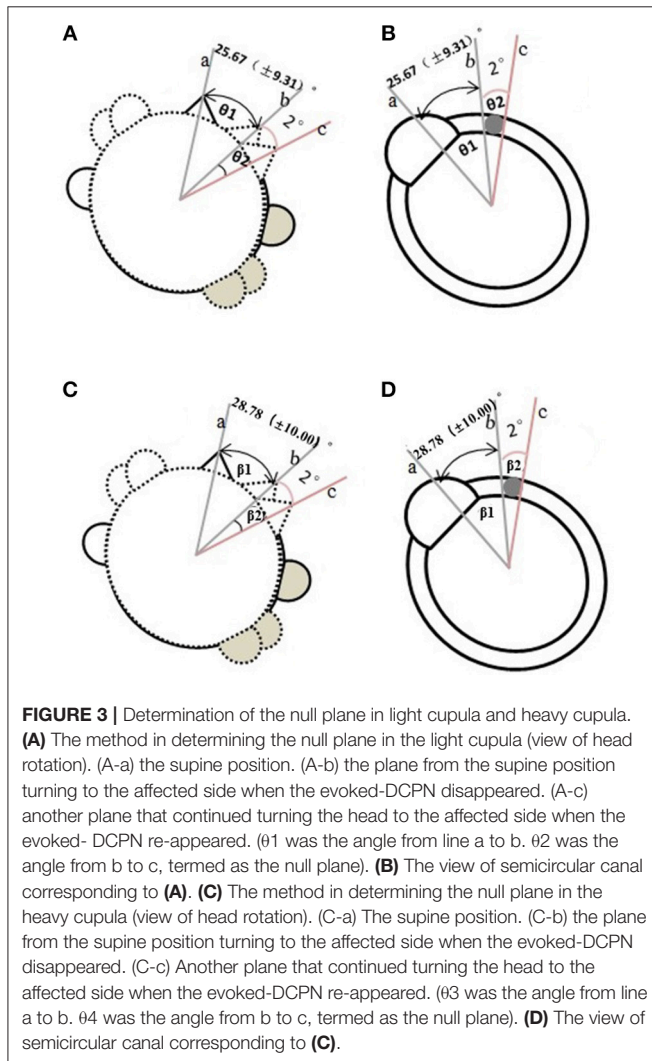 A
25.67 (±9.31) °
a
θ1
b
2°
c
θ2
B
25.67 (±9.31) °
a
b
2°
c
θ2
θ1
C
28.78 (±10.00) °
a
β1
b
2°
c
β2
D
28.78 (±10.00) °
a
b
2°
c
β2
β1
FIGURE 3 | Determination of the null plane in light cupula and heavy cupula.
(A) The method in determining the null plane in the light cupula (view of head
rotation). (A-a) the supine position. (A-b) the plane from the supine position
turning to the affected side when the evoked-DCPN disappeared. (A-c)
another plane that continued turning the head to the affected side when the
evoked- DCPN re-appeared. (θ1 was the angle from line a to b. θ2 was the
angle from b to c, termed as the null plane). (B) The view of semicircular canal
corresponding to (A). (C) The method in determining the null plane in the
heavy cupula (view of head rotation). (C-a) The supine position. (C-b) the plane
from the supine position turning to the affected side when the evoked-DCPN
disappeared. (C-c) Another plane that continued turning the head to the
affected side when the evoked-DCPN re-appeared. (θ3 was the angle from line
a to b. θ4 was the angle from b to c, termed as the null plane). (D) The view of
semicircular canal corresponding to (C).